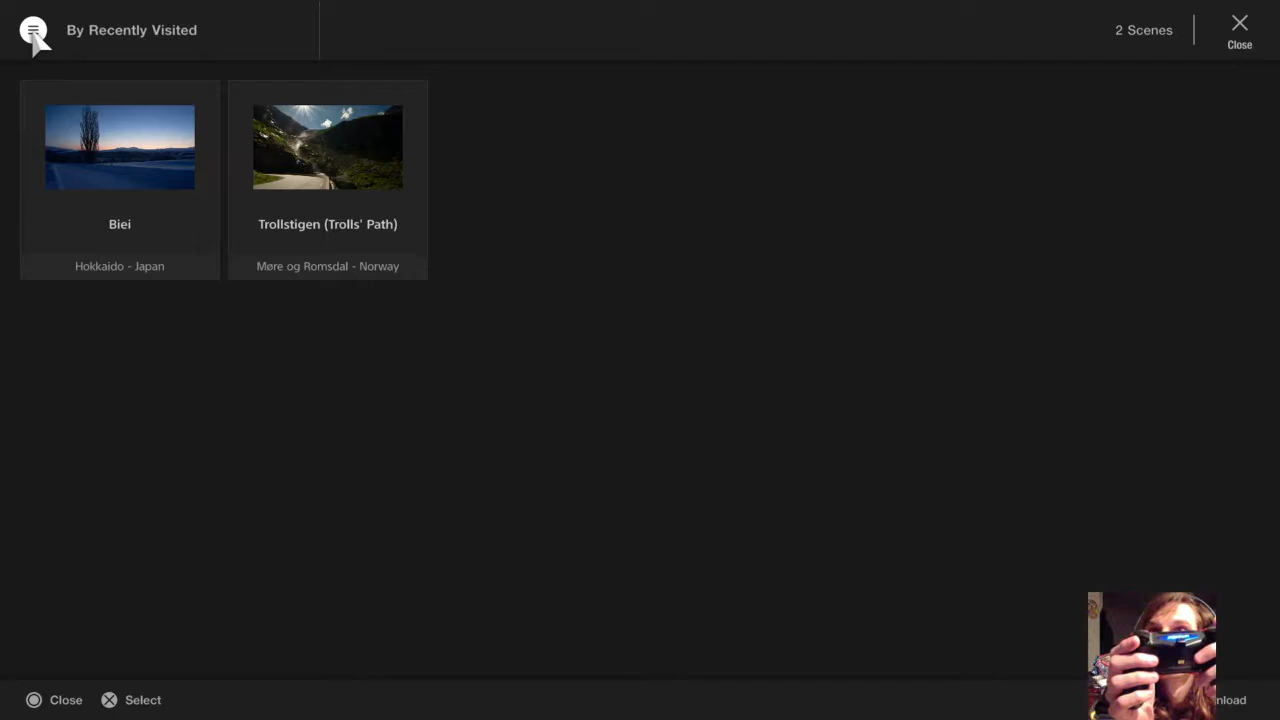 By Recently Visited
2 Scenes
Close
Biei
Trollstigen (Trolls' Path)
Hokkaido - Japan
Møre og Romsdal - Norway
Close
Select
nload